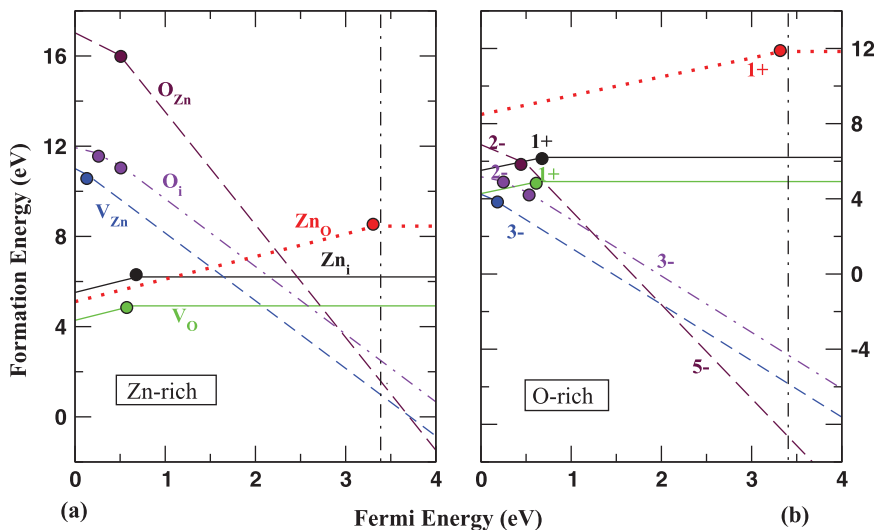 16
12
8
4
0
Formation Energy (eV)
O_Zn
O_i
V_Zn
Zn_O
Zn_i
V_O
Zn-rich
0
1
2
3
4
(a)
12
8
4
0
-4
1+
2-
1+
2-
1+
3-
3-
5-
O-rich
0
1
2
3
4
(b)
Fermi Energy (eV)